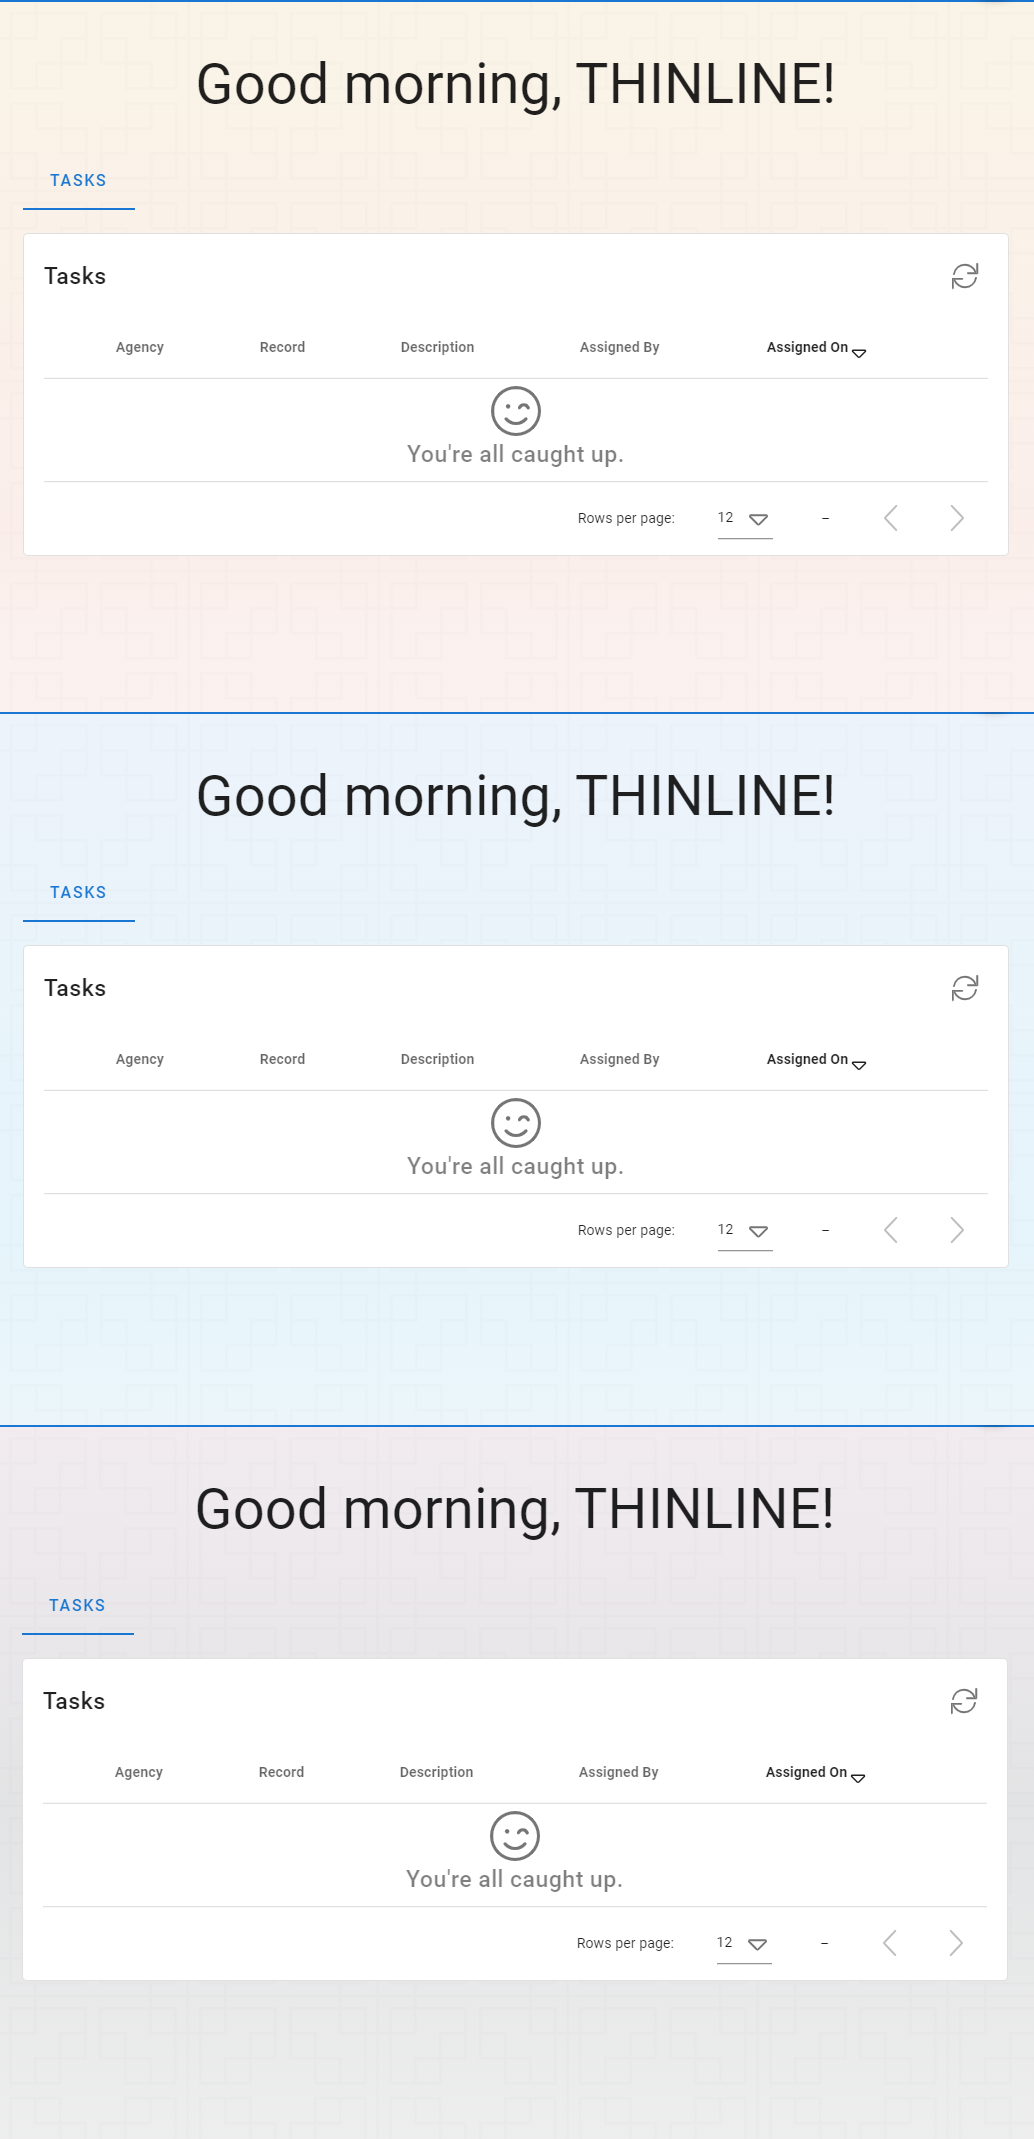 Good morning, THINLINE!
TASKS
Tasks
Agency Record Description Assigned By Assigned On
You're all caught up.
Rows per page: 12 –
Good morning, THINLINE!
TASKS
Tasks
Agency Record Description Assigned By Assigned On
You're all caught up.
Rows per page: 12 –
Good morning, THINLINE!
TASKS
Tasks
Agency Record Description Assigned By Assigned On
You're all caught up.
Rows per page: 12 –